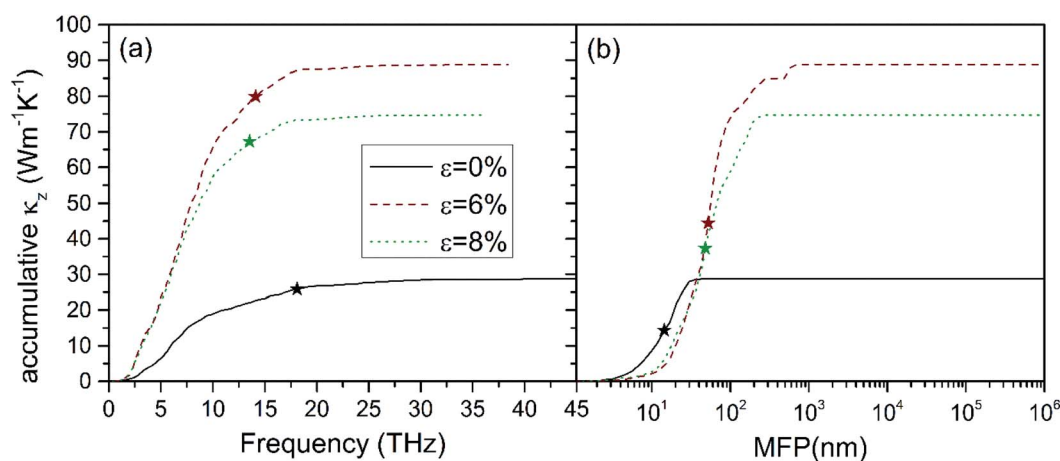 (a)
(b)
accumulative κz (Wm⁻¹K⁻¹)
100
90
80
70
60
50
40
30
20
10
0
ε=0%
ε=6%
ε=8%
0 5 10 15 20 25 30 35 40 45
10¹ 10² 10³ 10⁴ 10⁵ 10⁶
Frequency (THz)
MFP(nm)